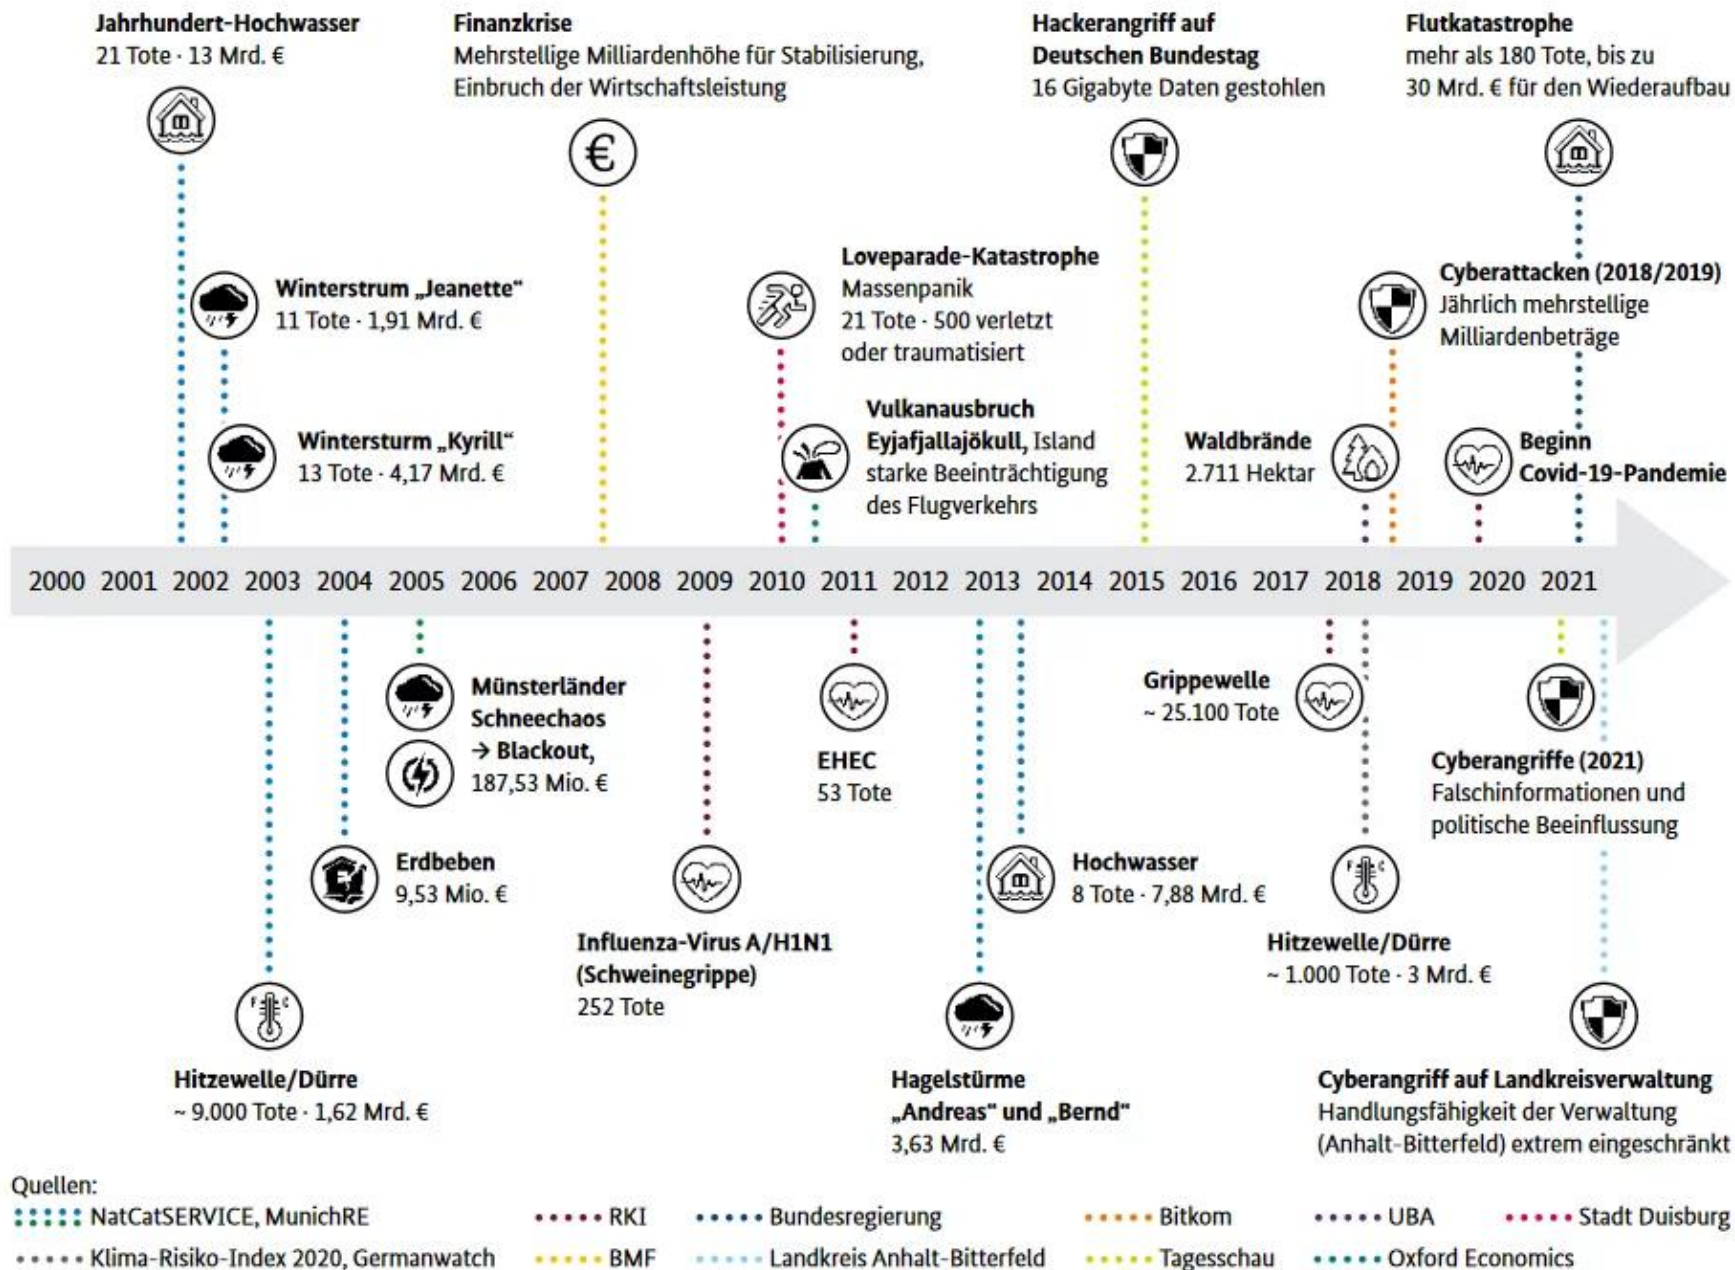 Jahrhundert-Hochwasser
21 Tote · 13 Mrd. €
Finanzkrise
Mehrstellige Milliardenhöhe für Stabilisierung,
Einbruch der Wirtschaftsleistung
Hackerangriff auf
Deutschen Bundestag
16 Gigabyte Daten gestohlen
Flutkatastrophe
mehr als 180 Tote, bis zu
30 Mrd. € für den Wiederaufbau
€
Winterstrum „Jeanette“
11 Tote · 1,91 Mrd. €
Loveparade-Katastrophe
Massenpanik
21 Tote · 500 verletzt
oder traumatisiert
Cyberattacken (2018/2019)
Jährlich mehrstellige
Milliardenbeträge
Wintersturm „Kyrill“
13 Tote · 4,17 Mrd. €
Vulkanausbruch
Eyjafjallajökull, Island
starke Beeinträchtigung
des Flugverkehrs
Waldbrände
2.711 Hektar
Beginn
Covid-19-Pandemie
2000 2001 2002 2003 2004 2005 2006 2007 2008 2009 2010 2011 2012 2013 2014 2015 2016 2017 2018 2019 2020 2021
Münsterländer
Schneechaos
→ Blackout,
187,53 Mio. €
EHEC
53 Tote
Grippewelle
~ 25.100 Tote
Cyberangriffe (2021)
Falschinformationen und
politische Beeinflussung
Erdbeben
9,53 Mio. €
Influenza-Virus A/H1N1
(Schweinegrippe)
252 Tote
Hochwasser
8 Tote · 7,88 Mrd. €
F C
Hitzewelle/Dürre
~ 1.000 Tote · 3 Mrd. €
F C
Hitzewelle/Dürre
~ 9.000 Tote · 1,62 Mrd. €
Hagelstürme
„Andreas“ und „Bernd“
3,63 Mrd. €
Cyberangriff auf Landkreisverwaltung
Handlungsfähigkeit der Verwaltung
(Anhalt-Bitterfeld) extrem eingeschränkt
Quellen:
NatCatSERVICE, MunichRE
RKI
Bundesregierung
Bitkom
UBA
Stadt Duisburg
Klima-Risiko-Index 2020, Germanwatch
BMF
Landkreis Anhalt-Bitterfeld
Tagesschau
Oxford Economics